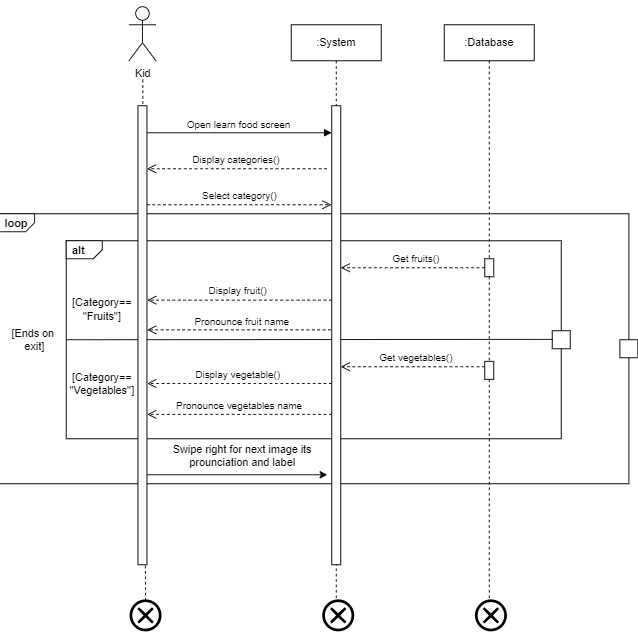 Kid
:System
:Database
Open learn food screen
Display categories()
Select category()
loop
alt
Get fruits()
Display fruit()
[Category==
"Fruits"]
Pronounce fruit name
[Ends on
exit]
Get vegetables()
Display vegetable()
[Category==
"Vegetables"]
Pronounce vegetables name
Swipe right for next image its
prounciation and label